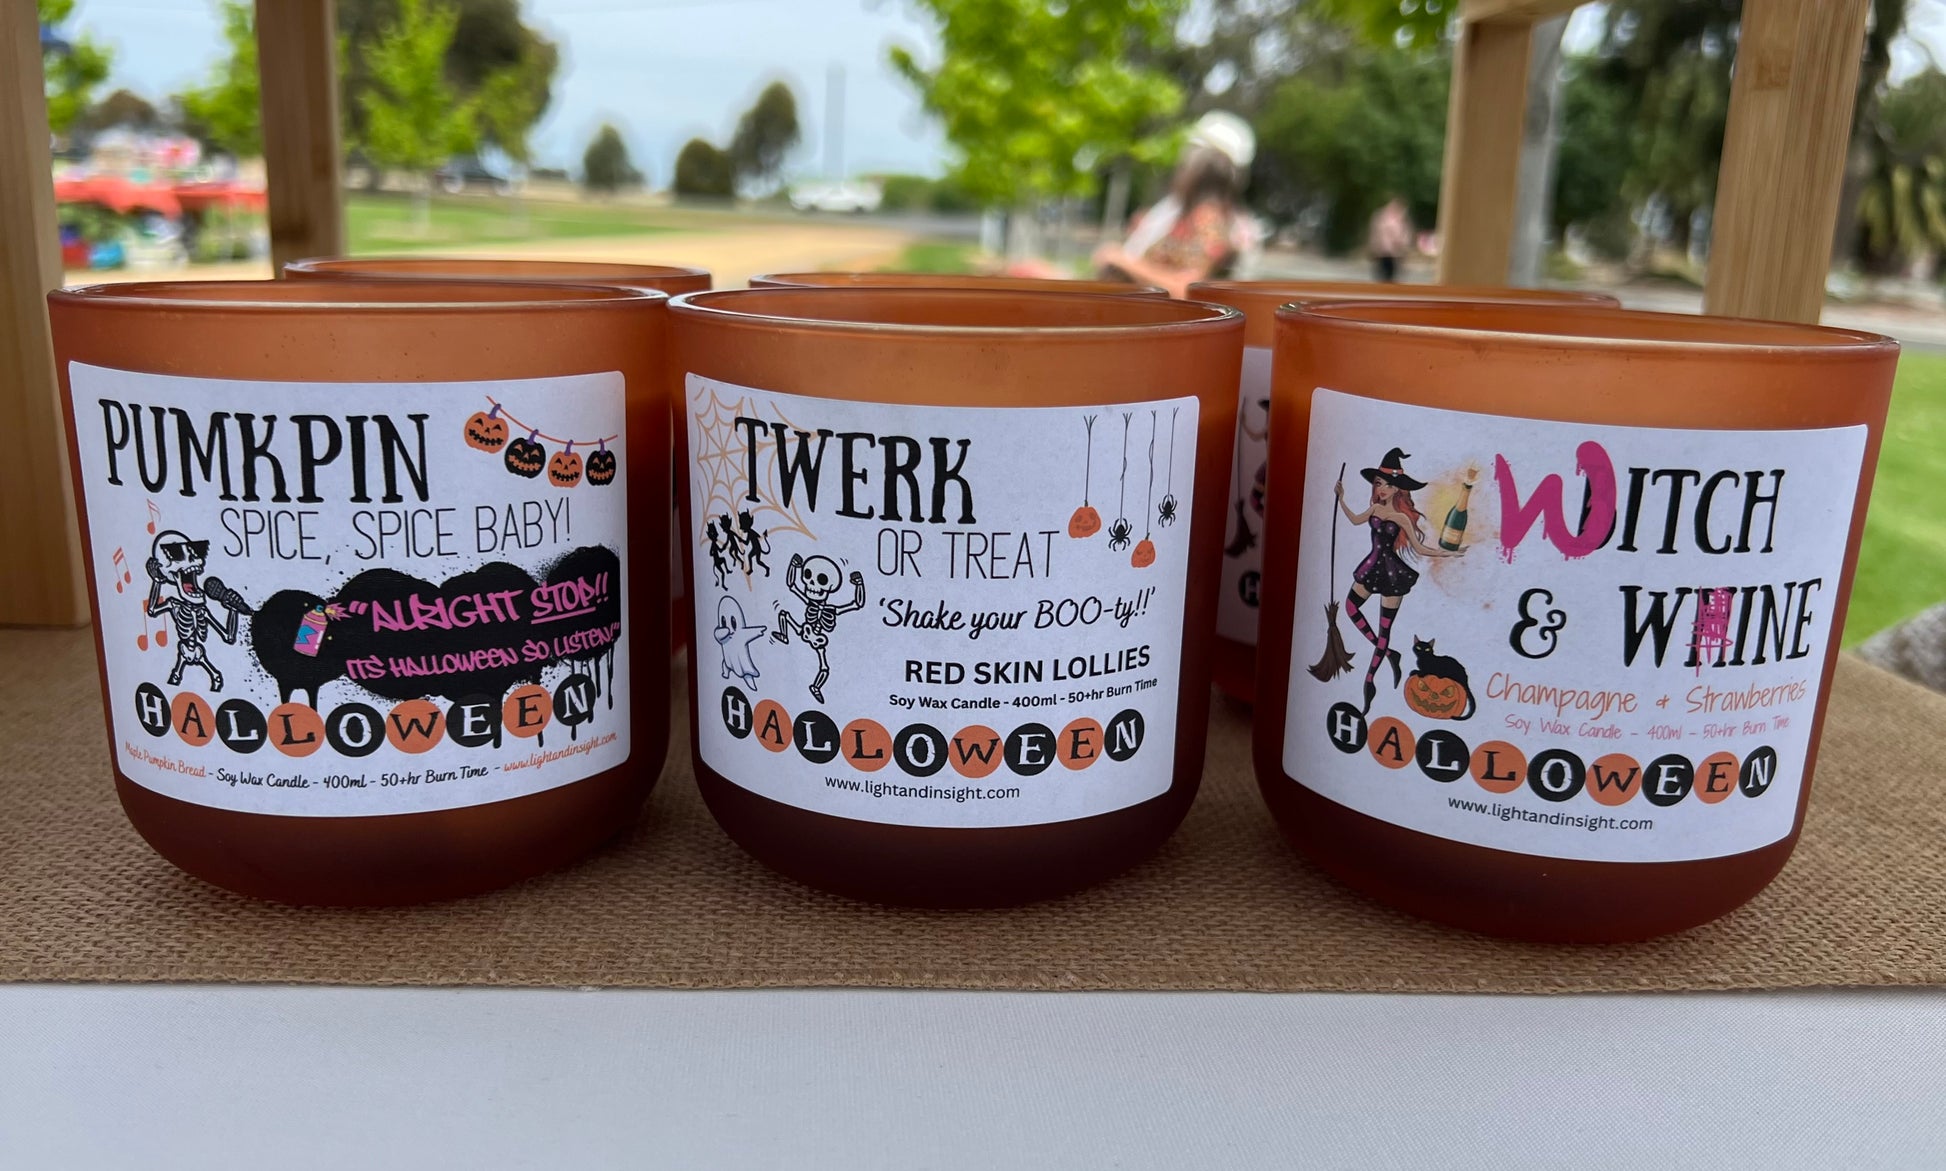 PUMKPIN
SPICE, SPICE BABY!
"ALRIGHT STOP!!
ITS HALLOWEEN SO LISTEN!"
HALLOWEEN
Maple Pumpkin Bread - Soy Wax Candle - 400ml - 50+hr Burn Time - www.lightandinsight.com
TWERK
OR TREAT
'Shake your BOO-ty!!'
RED SKIN LOLLIES
Soy Wax Candle - 400ml - 50+hr Burn Time
HALLOWEEN
www.lightandinsight.com
WITCH
& WHINE
Champagne & Strawberries
Soy Wax Candle - 400ml - 50+hr Burn Time
HALLOWEEN
www.lightandinsight.com